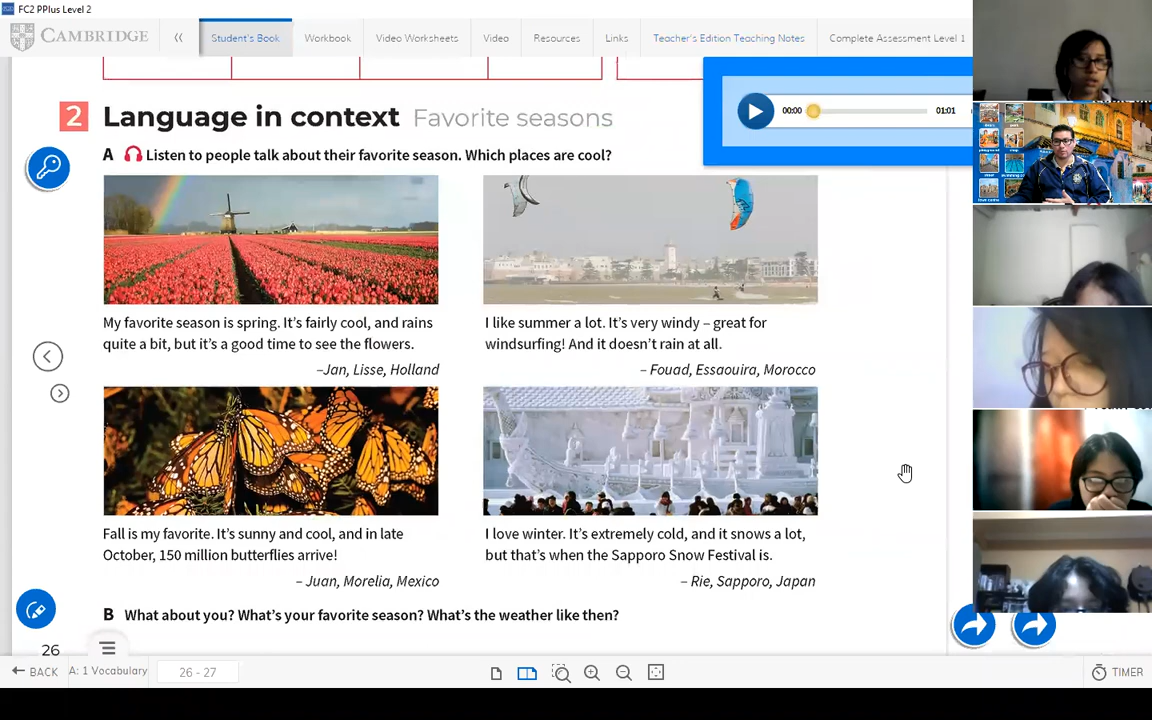 FC2 PPlus Level 2
CAMBRIDGE
Student's Book
Workbook
Video Worksheets
Video
Resources
Links
Teacher's Edition Teaching Notes
Complete Assessment Level 1
00:00
01:01
2 Language in context Favorite seasons
A Listen to people talk about their favorite season. Which places are cool?
My favorite season is spring. It's fairly cool, and rains
quite a bit, but it's a good time to see the flowers.
–Jan, Lisse, Holland
I like summer a lot. It's very windy – great for
windsurfing! And it doesn't rain at all.
– Fouad, Essaouira, Morocco
Fall is my favorite. It's sunny and cool, and in late
October, 150 million butterflies arrive!
– Juan, Morelia, Mexico
I love winter. It's extremely cold, and it snows a lot,
but that's when the Sapporo Snow Festival is.
– Rie, Sapporo, Japan
B What about you? What's your favorite season? What's the weather like then?
26
BACK
A: 1 Vocabulary
26 - 27
TIMER